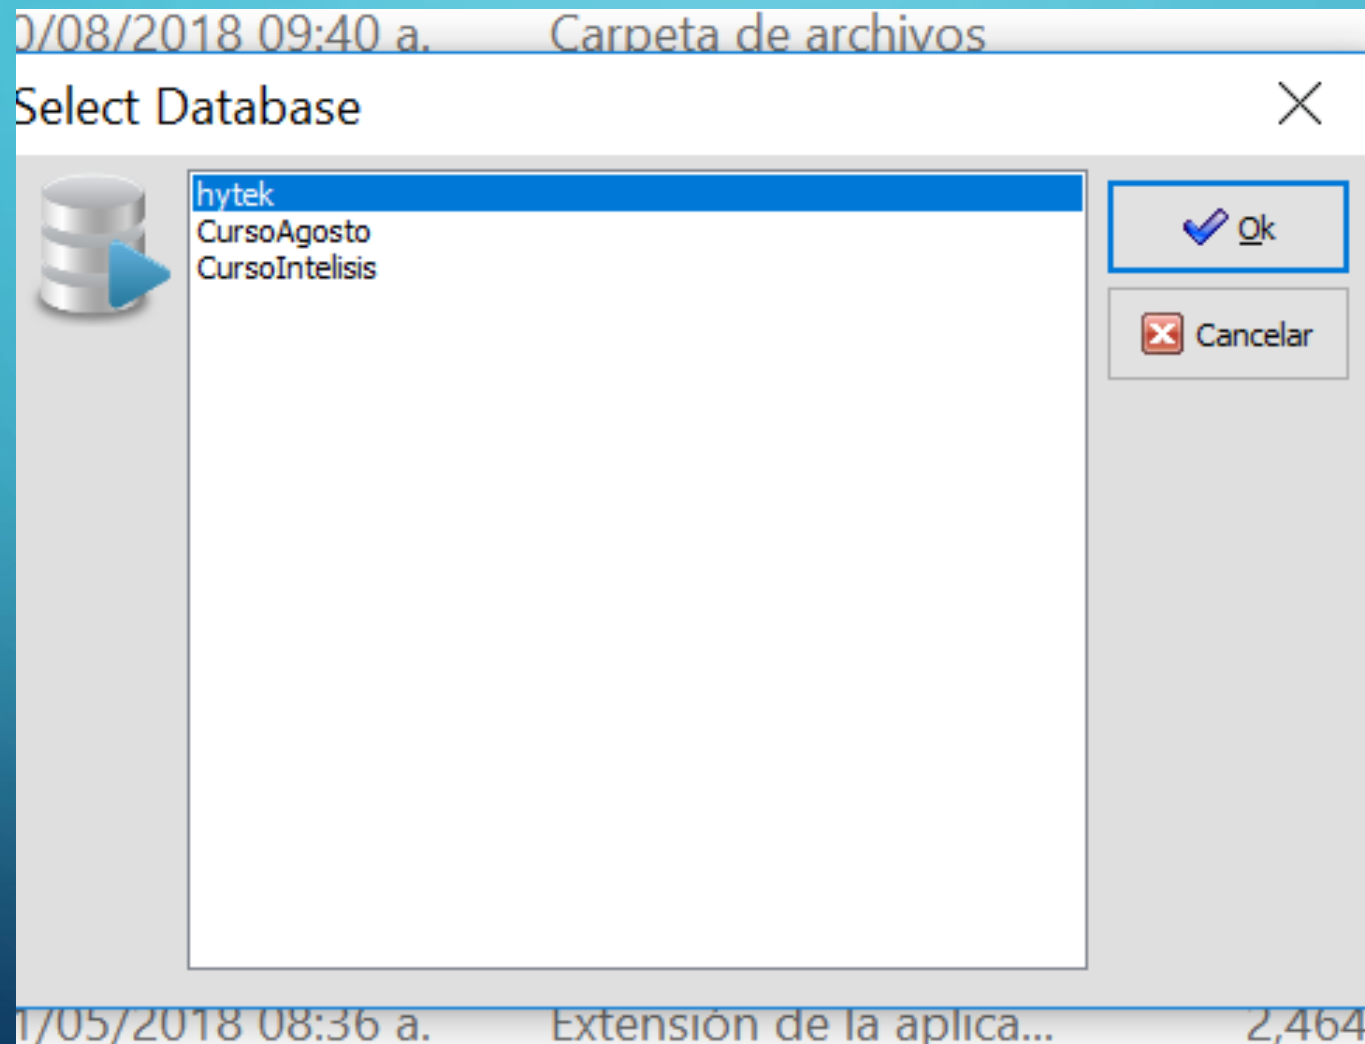 0/08/2018 09:40 a. Carpeta de archivos
Select Database
hytek
CursoAgosto
CursoIntelisis
Ok
Cancelar
1/05/2018 08:36 a. Extensión de la aplica... 2,464